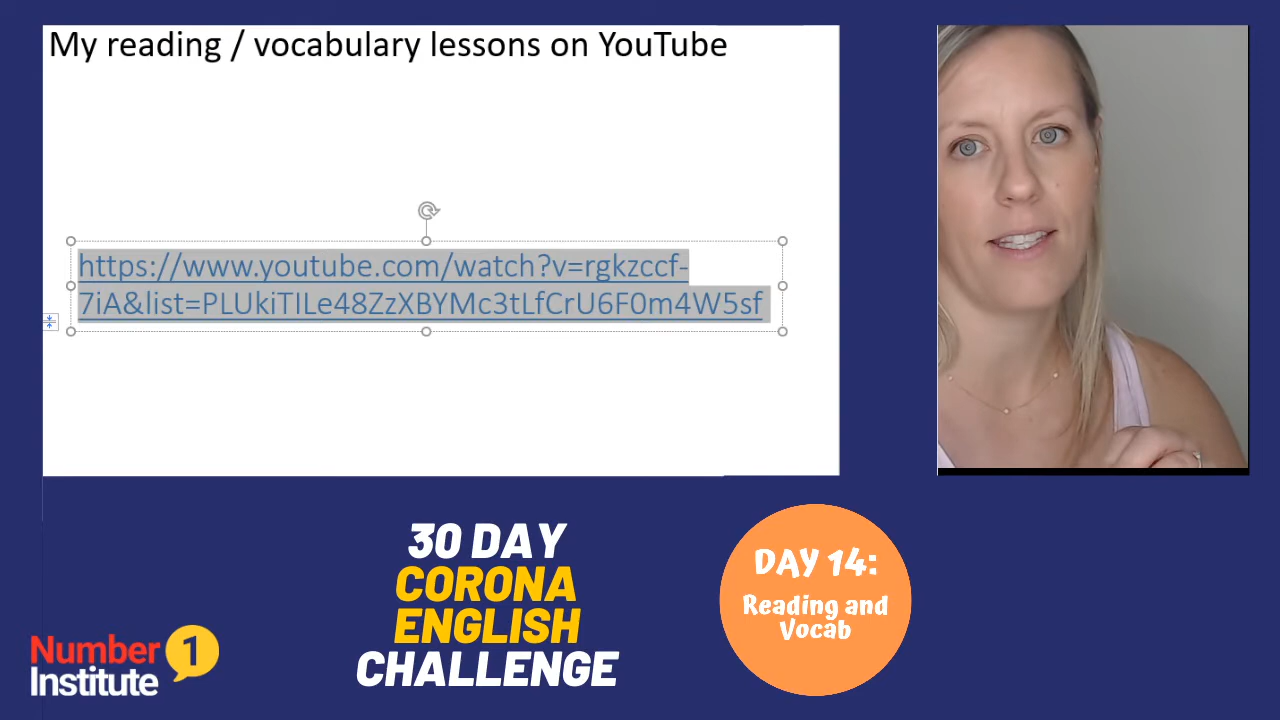 My reading / vocabulary lessons on YouTube
https://www.youtube.com/watch?v=rgkzccf-
7iA&list=PLUkiTILe48ZzXBYMc3tLfCrU6F0m4W5sf
30 DAY
CORONA
ENGLISH
CHALLENGE
DAY 14:
Reading and
Vocab
Number 1
Institute